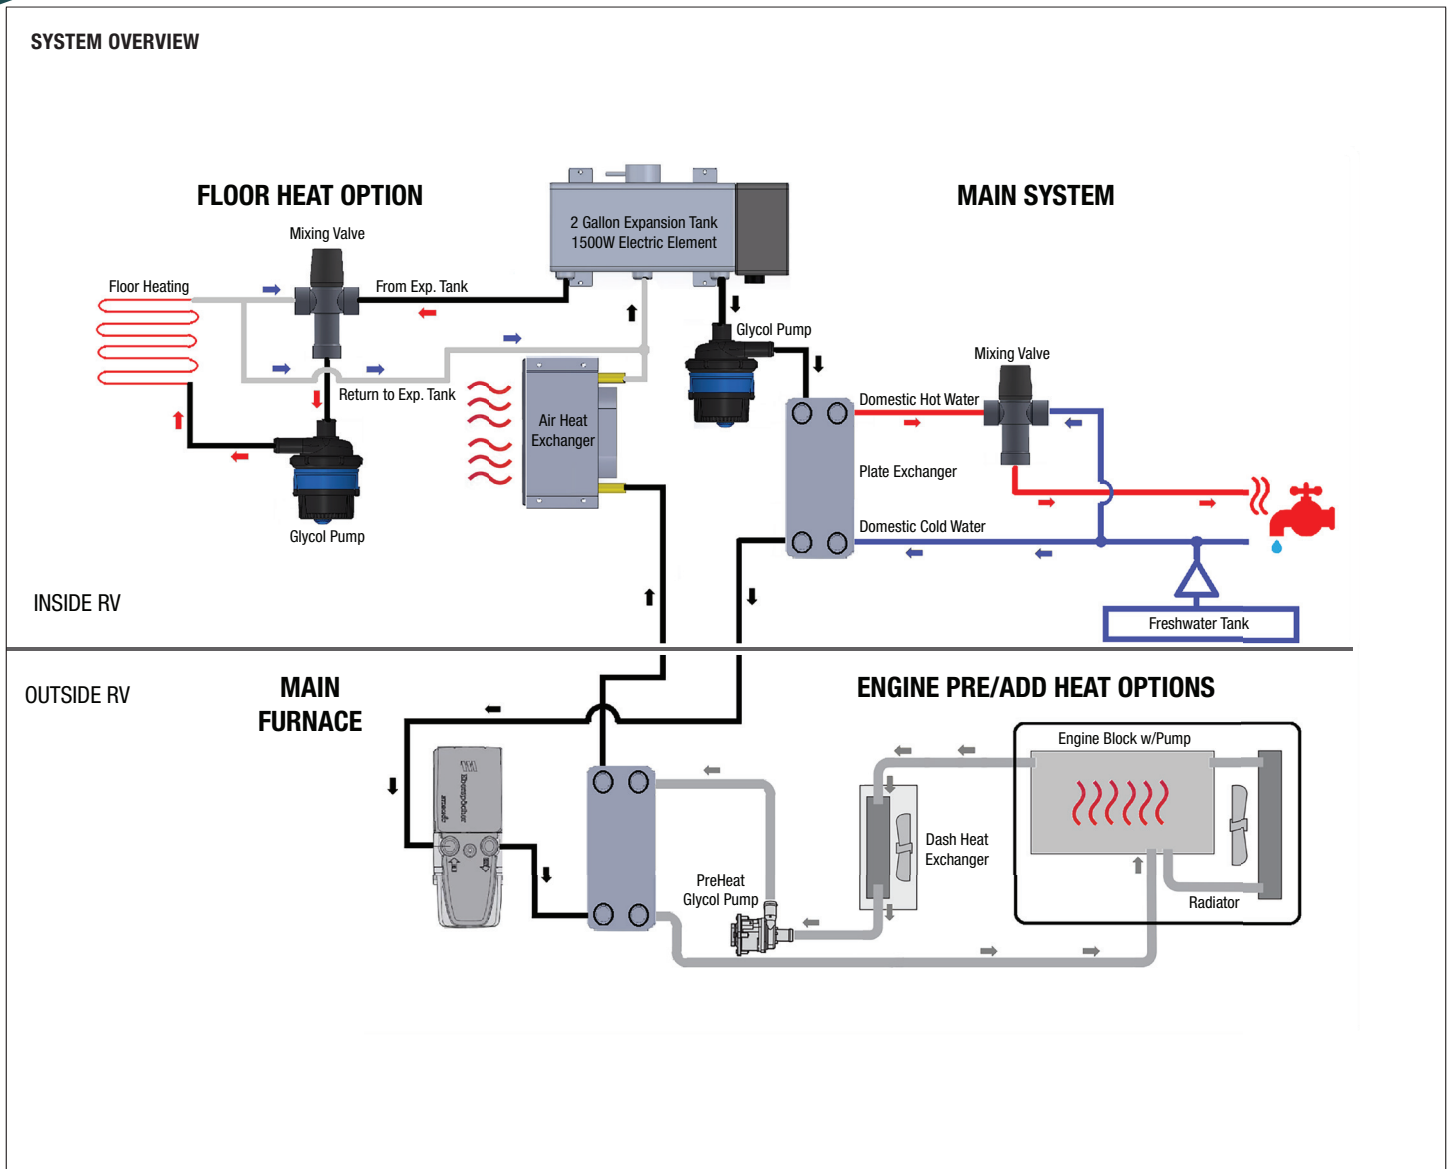 SYSTEM OVERVIEW
FLOOR HEAT OPTION
MAIN SYSTEM
2 Gallon Expansion Tank
1500W Electric Element
Mixing Valve
Floor Heating
From Exp. Tank
Glycol Pump
Mixing Valve
Return to Exp. Tank
Domestic Hot Water
Air Heat
Exchanger
Plate Exchanger
Glycol Pump
Domestic Cold Water
INSIDE RV
Freshwater Tank
OUTSIDE RV
MAIN
FURNACE
ENGINE PRE/ADD HEAT OPTIONS
Engine Block w/Pump
Eberspächer
Dash Heat
Exchanger
PreHeat
Glycol Pump
Radiator